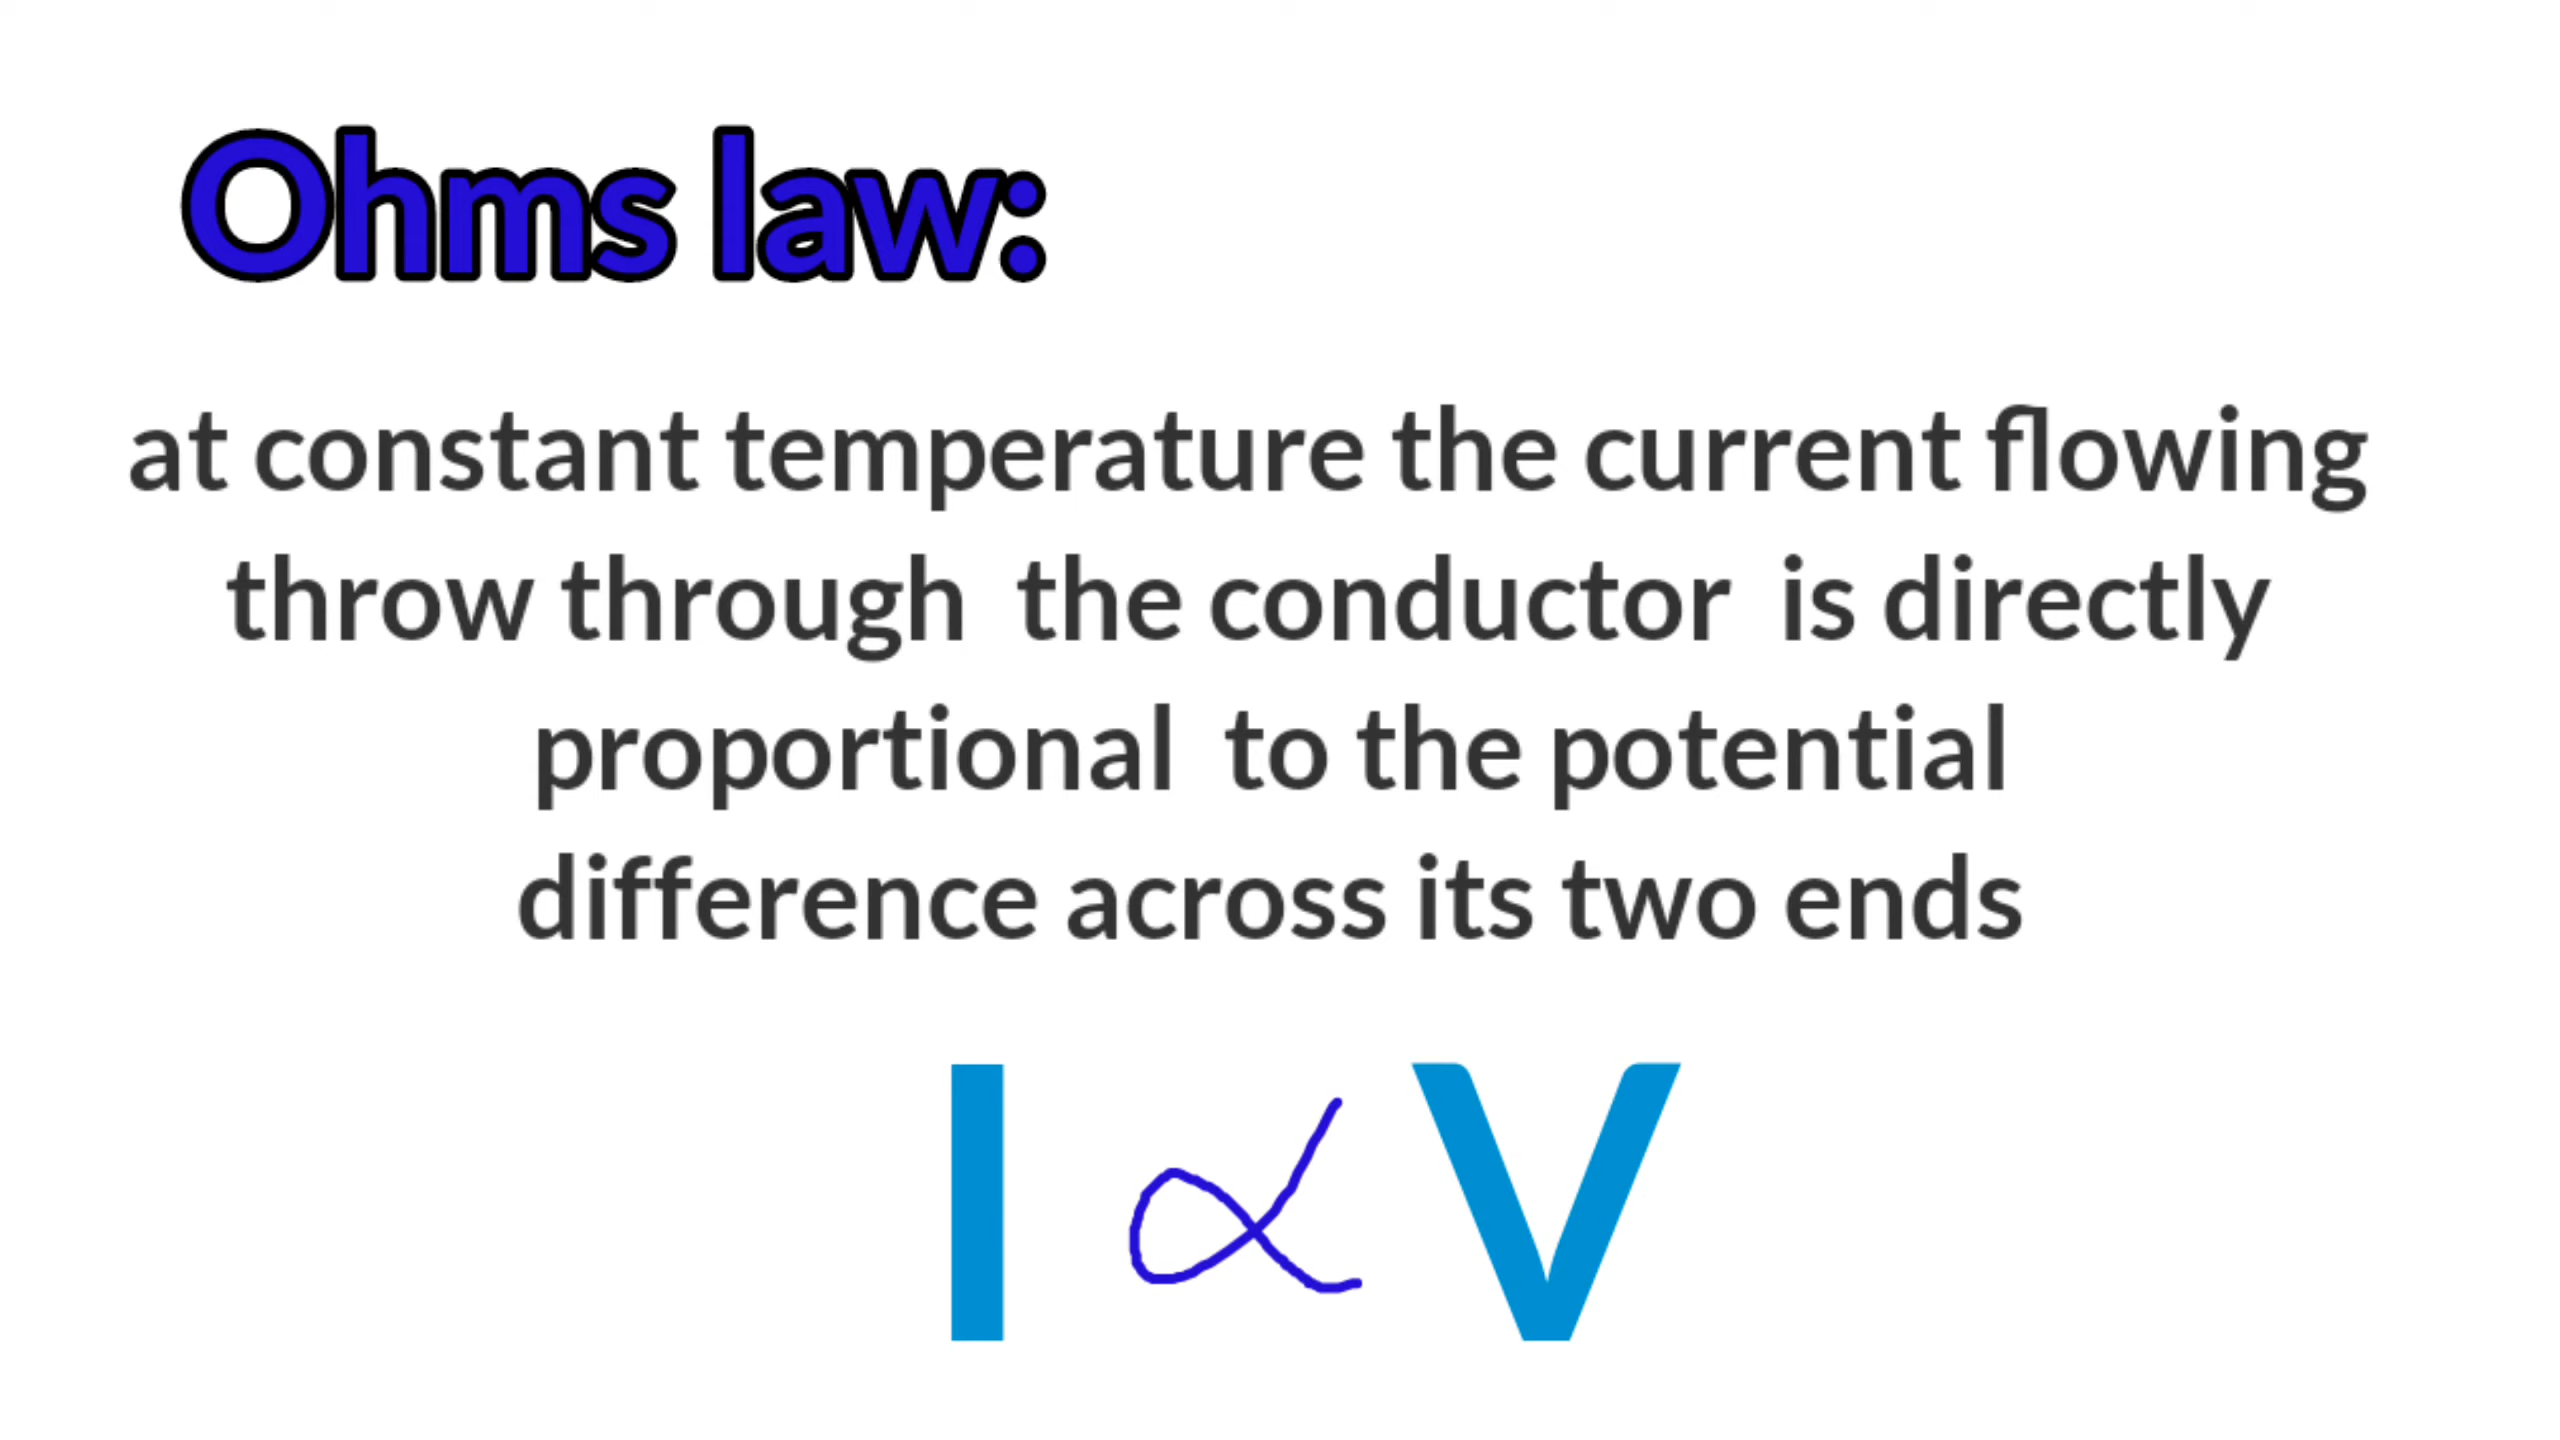 Ohms law:
at constant temperature the current flowing
throw through the conductor is directly
proportional to the potential
difference across its two ends
I ∝ V